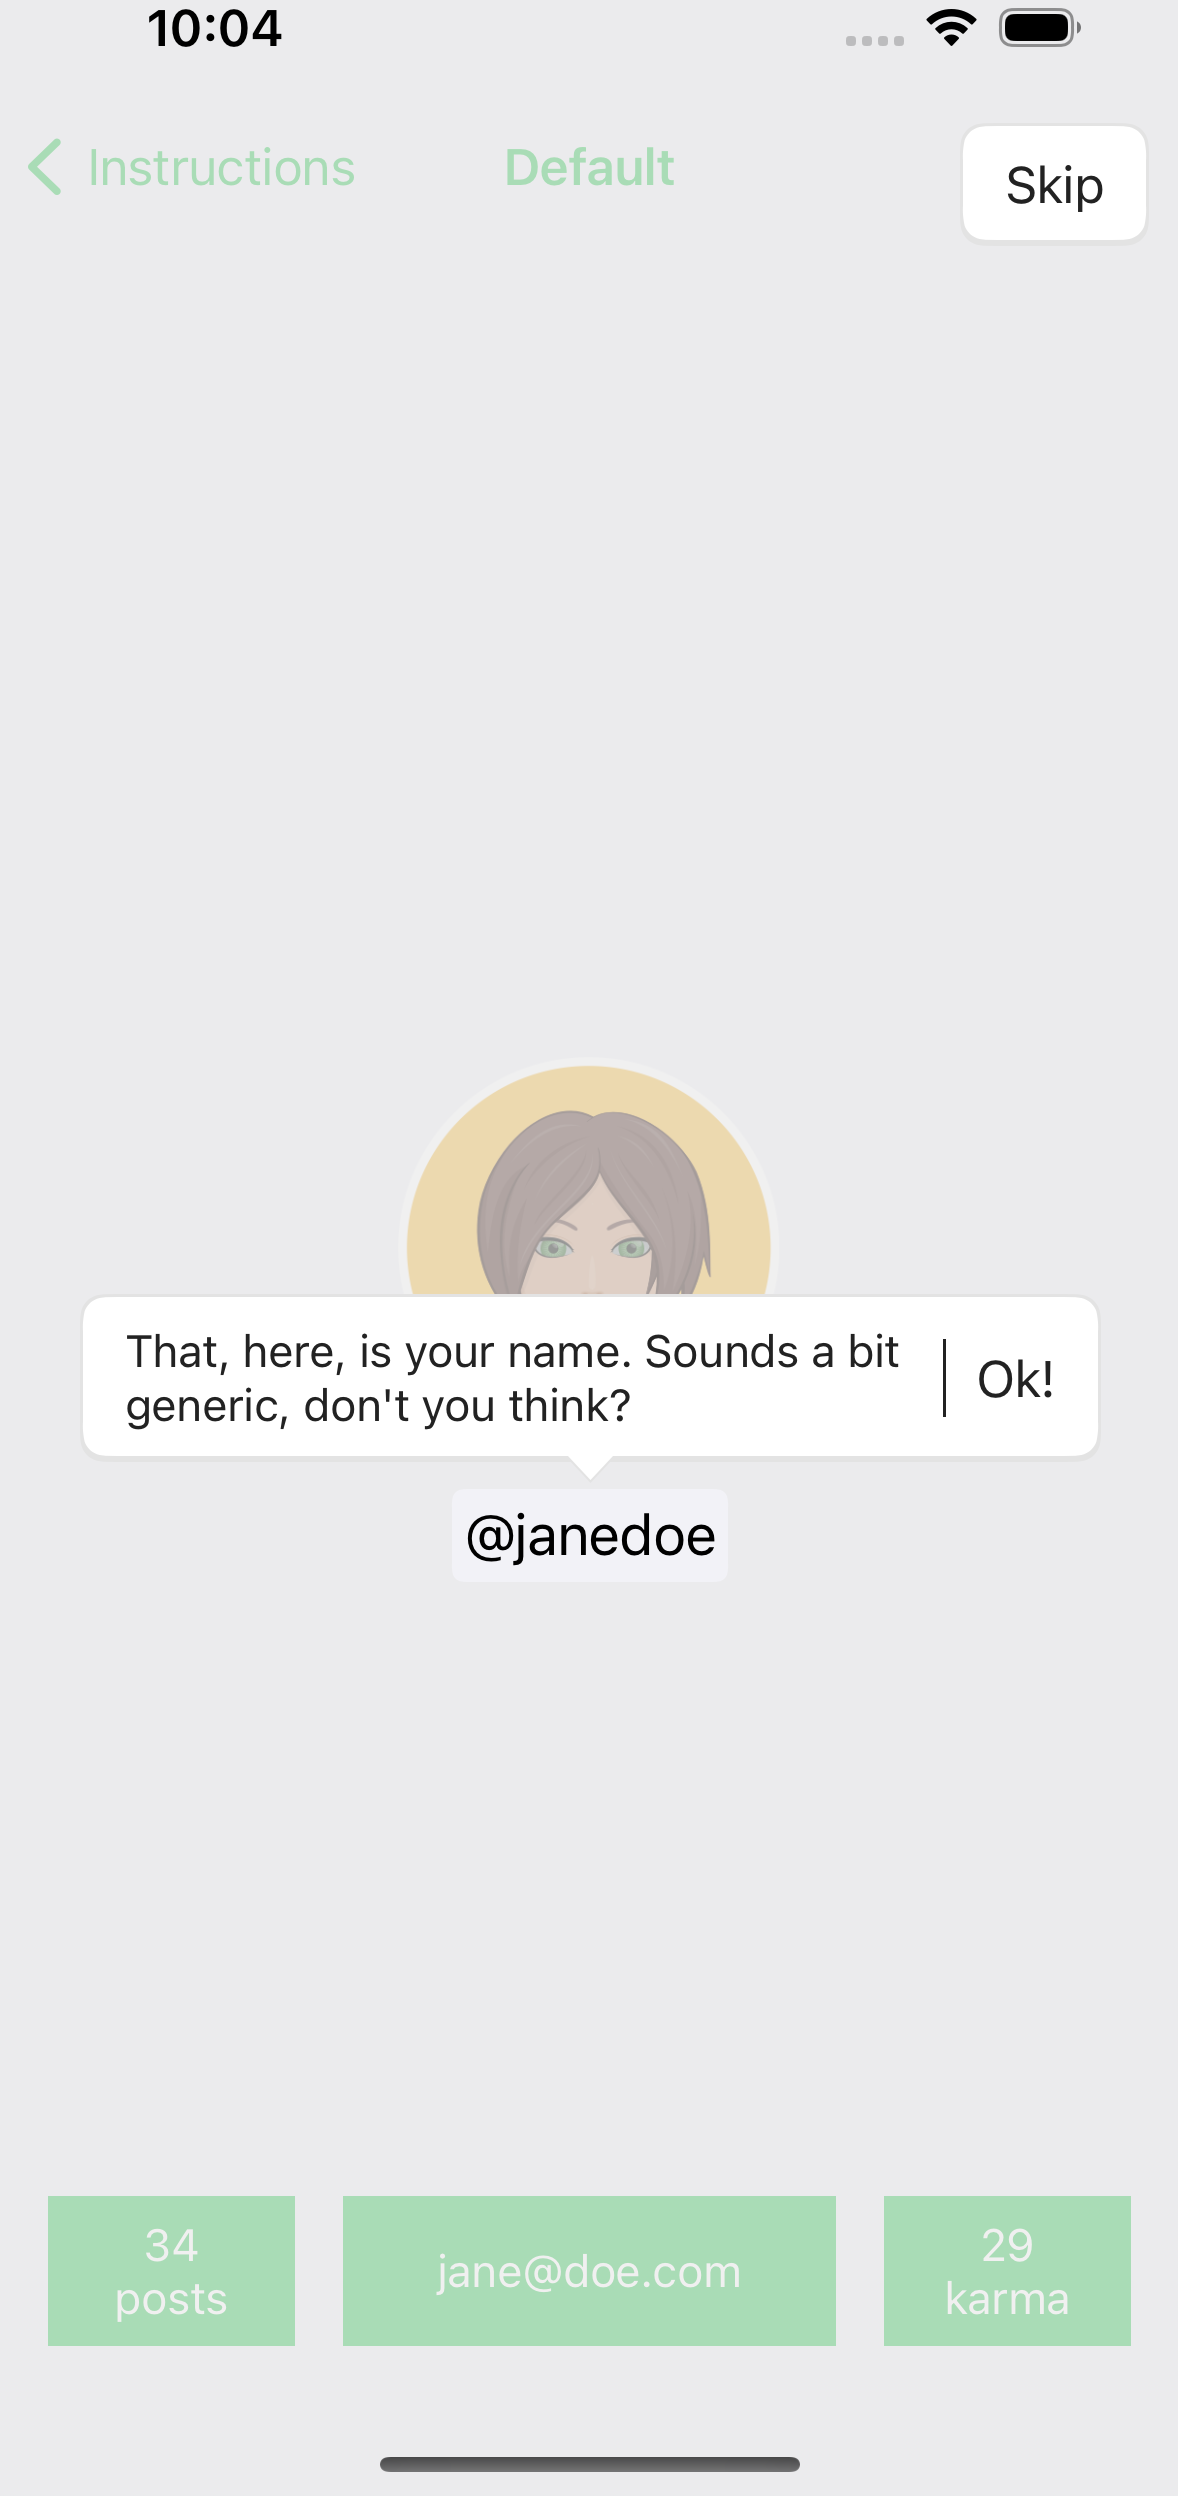 10:04
Instructions
Default
Skip
That, here, is your name. Sounds a bit
generic, don't you think?
Ok!
@janedoe
34
posts
jane@doe.com
29
karma